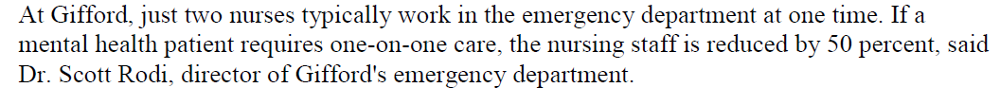 At Gifford, just two nurses typically work in the emergency department at one time. If a
mental health patient requires one-on-one care, the nursing staff is reduced by 50 percent, said
Dr. Scott Rodi, director of Gifford's emergency department.